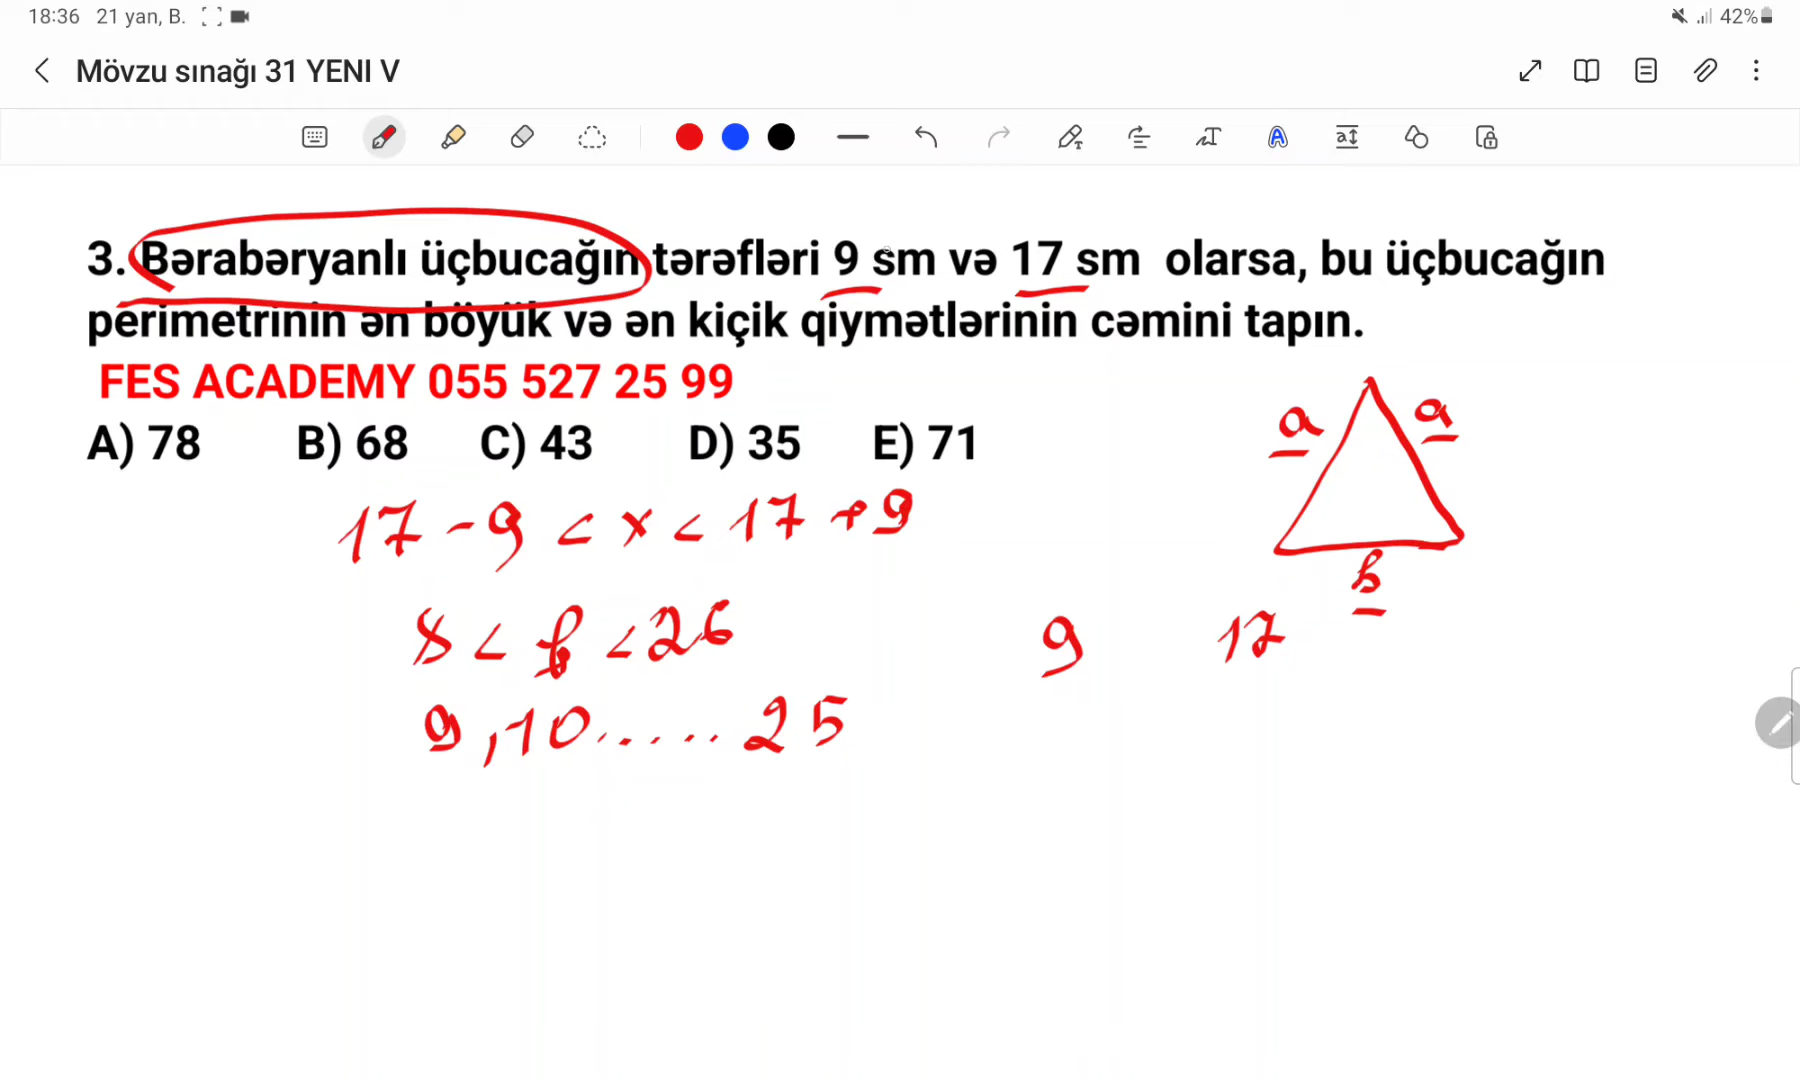 18:36 21 yan, B. 42%
Mövzu sınağı 31 YENI V
3. Bərabəryanlı üçbucağın tərəfləri 9 sm və 17 sm olarsa, bu üçbucağın
perimetrinin ən böyük və ən kiçik qiymətlərinin cəmini tapın.
FES ACADEMY 055 527 25 99
A) 78 B) 68 C) 43 D) 35 E) 71
a a
b
17 - 9 < x < 17 + 9
8 < b < 26
9 17
9, 10 ..... 25